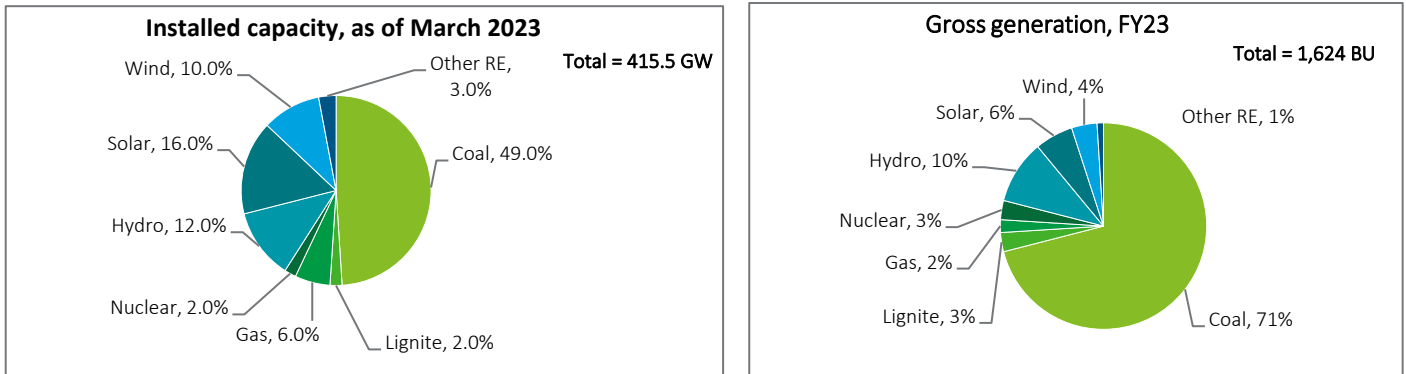 Installed capacity, as of March 2023
Total = 415.5 GW
Wind, 10.0%
Other RE,
3.0%
Solar, 16.0%
Coal, 49.0%
Hydro, 12.0%
Nuclear, 2.0%
Gas, 6.0%
Lignite, 2.0%
Gross generation, FY23
Total = 1,624 BU
Wind, 4%
Solar, 6%
Other RE, 1%
Hydro, 10%
Nuclear, 3%
Gas, 2%
Lignite, 3%
Coal, 71%